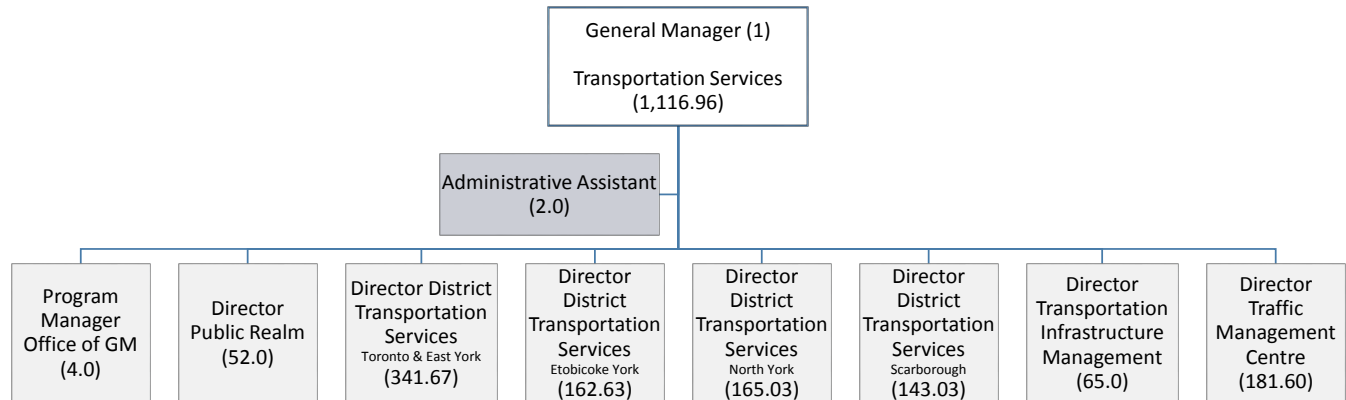 General Manager (1)
Transportation Services
(1,116.96)
Administrative Assistant
(2.0)
Program
Manager
Office of GM
(4.0)
Director
Public Realm
(52.0)
Director District
Transportation
Services
Toronto & East York
(341.67)
Director
District
Transportation
Services
Etobicoke York
(162.63)
Director
District
Transportation
Services
North York
(165.03)
Director
District
Transportation
Services
Scarborough
(143.03)
Director
Transportation
Infrastructure
Management
(65.0)
Director
Traffic
Management
Centre
(181.60)